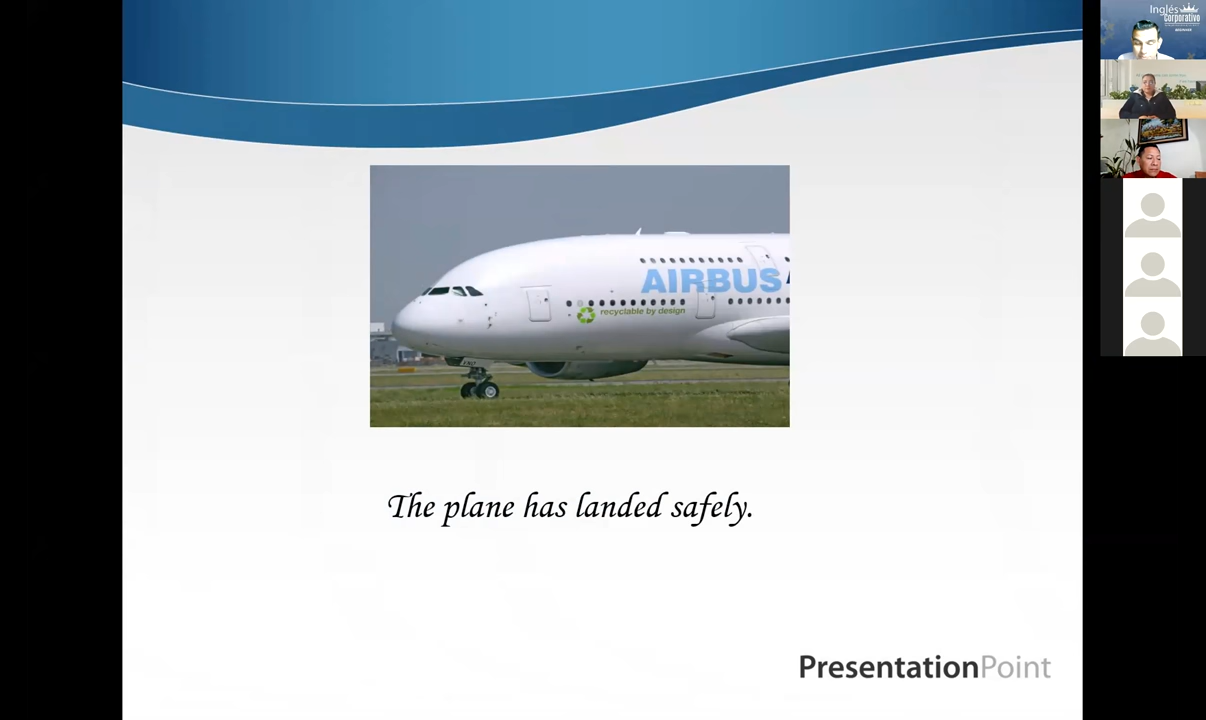 AIRBUS
recyclable by design
The plane has landed safely.
PresentationPoint
Inglés
Corporativo